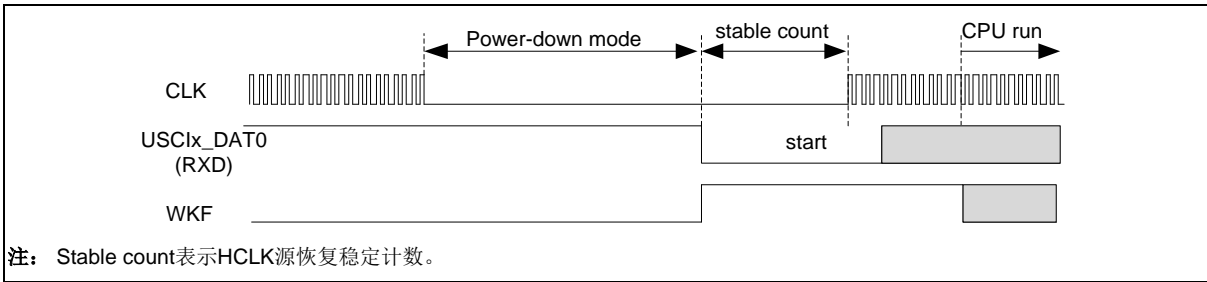 Power-down mode
stable count
CPU run
CLK
USCIx_DAT0
(RXD)
start
WKF
注： Stable count表示HCLK源恢复稳定计数。